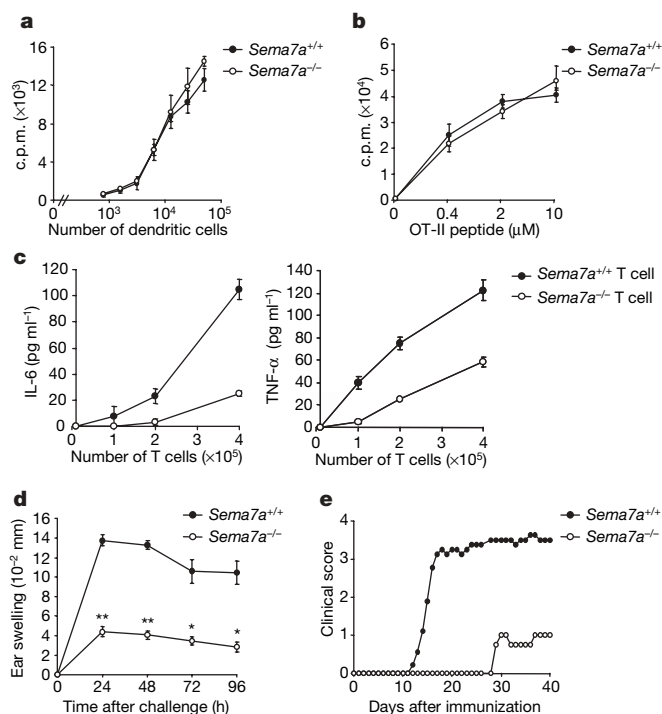 a
Sema7a+/+
Sema7a−/−
c.p.m. (×10³)
16
12
8
4
0
0 10³ 10⁴ 10⁵
Number of dendritic cells
b
Sema7a+/+
Sema7a−/−
c.p.m. (×10⁴)
6
5
4
3
2
1
0
0 0.4 2 10
OT-II peptide (μM)
c
IL-6 (pg ml⁻¹)
120
100
80
60
40
20
0
0 1 2 4
Number of T cells (×10⁵)
TNF-α (pg ml⁻¹)
140
120
100
80
60
40
20
0
0 1 2 4
Number of T cells (×10⁵)
Sema7a+/+ T cell
Sema7a−/− T cell
d
Sema7a+/+
Sema7a−/−
Ear swelling (10⁻² mm)
16
14
12
10
8
6
4
2
0
** ** * *
0 24 48 72 96
Time after challenge (h)
e
Sema7a+/+
Sema7a−/−
Clinical score
4
3
2
1
0
0 10 20 30 40
Days after immunization